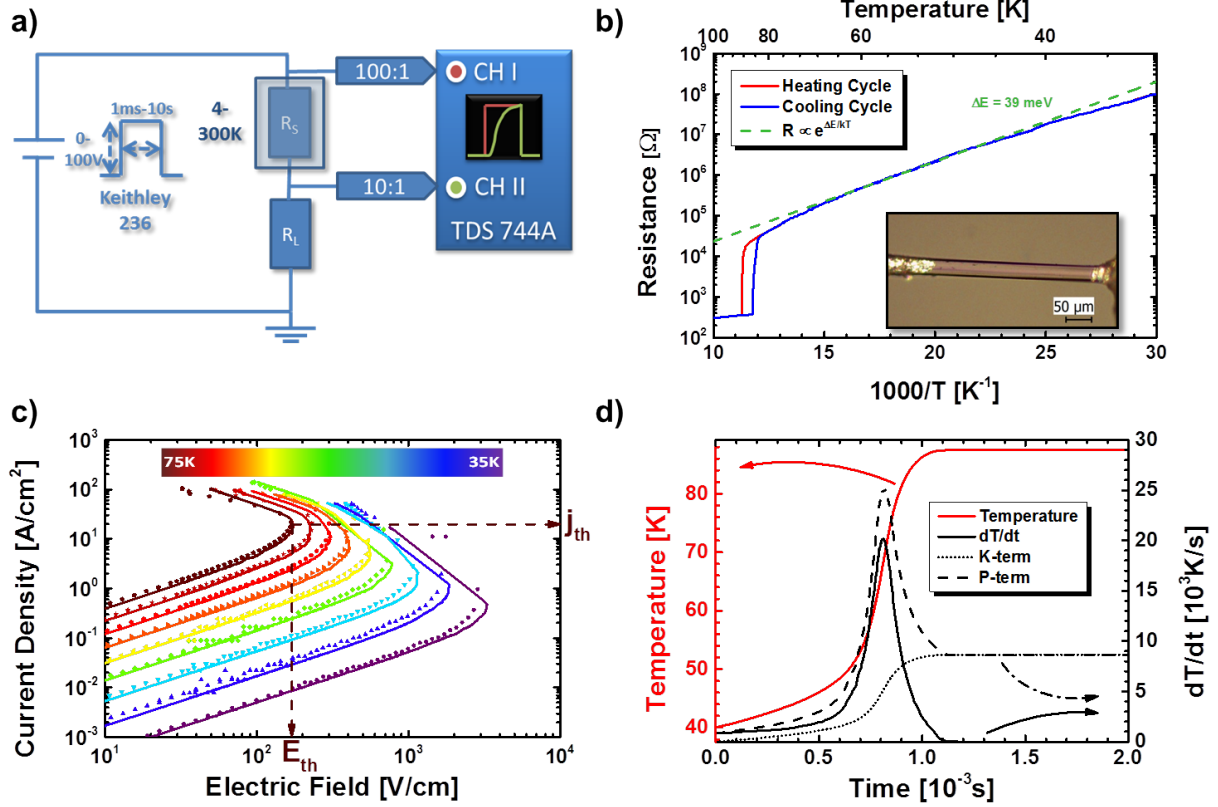 a)
1ms-10s
0-
100V
Keithley
236
4-
300K
R_S
R_L
100:1
10:1
CH I
CH II
TDS 744A
b)
Temperature [K]
100 80 60 40
10^9
10^8
10^7
10^6
10^5
10^4
10^3
10^2
Resistance [Ω]
Heating Cycle
Cooling Cycle
R ∝ e^{ΔE/kT}
ΔE = 39 meV
50 µm
10 15 20 25 30
1000/T [K^{-1}]
c)
10^3
10^2
10^1
10^0
10^{-1}
10^{-2}
10^{-3}
Current Density [A/cm^2]
75K 35K
j_th
E_th
10^1 10^2 10^3 10^4
Electric Field [V/cm]
d)
80
70
60
50
40
Temperature [K]
Temperature
dT/dt
K-term
P-term
30
25
20
15
10
5
0
dT/dt [10^3K/s]
0.0 0.5 1.0 1.5 2.0
Time [10^{-3}s]